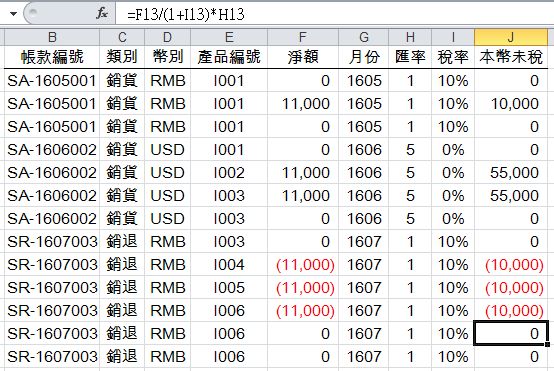 fx =F13/(1+I13)*H13
B C D E F G H I J
帳款編號 類別 幣別 產品編號 淨額 月份 匯率 稅率 本幣未稅
SA-1605001 銷貨 RMB I001 0 1605 1 10% 0
SA-1605001 銷貨 RMB I001 11,000 1605 1 10% 10,000
SA-1605001 銷貨 RMB I001 0 1605 1 10% 0
SA-1606002 銷貨 USD I001 0 1606 5 0% 0
SA-1606002 銷貨 USD I002 11,000 1606 5 0% 55,000
SA-1606002 銷貨 USD I003 11,000 1606 5 0% 55,000
SA-1606002 銷貨 USD I003 0 1606 5 0% 0
SR-1607003 銷退 RMB I003 0 1607 1 10% 0
SR-1607003 銷退 RMB I004 (11,000) 1607 1 10% (10,000)
SR-1607003 銷退 RMB I005 (11,000) 1607 1 10% (10,000)
SR-1607003 銷退 RMB I006 (11,000) 1607 1 10% (10,000)
SR-1607003 銷退 RMB I006 0 1607 1 10% 0
SR-1607003 銷退 RMB I006 0 1607 1 10% 0